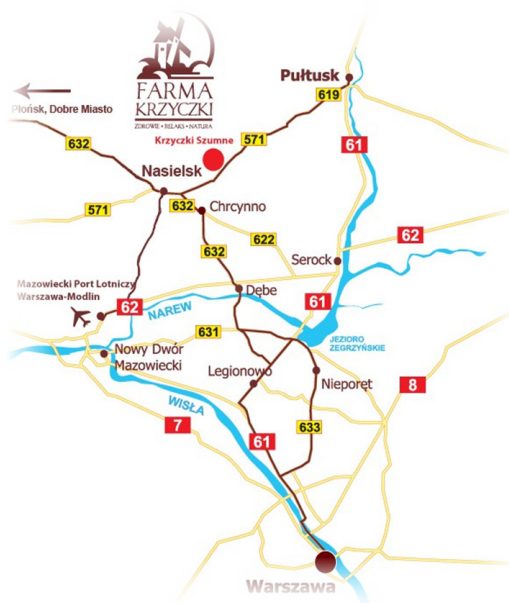 FARMA
KRZYCZKI
ZDROWIE • RELAKS • NATURA
Płońsk, Dobre Miasto
Pułtusk
619
632
Krzyczki Szumne
571
61
Nasielsk
571
632
Chrcynno
622
62
632
Serock
Mazowiecki Port Lotniczy
Warszawa-Modlin
62
Dębe
61
NAREW
631
JEZIORO
ZEGRZYŃSKIE
Nowy Dwór
Mazowiecki
Legionowo
Nieporęt
8
WISŁA
7
61
633
Warszawa